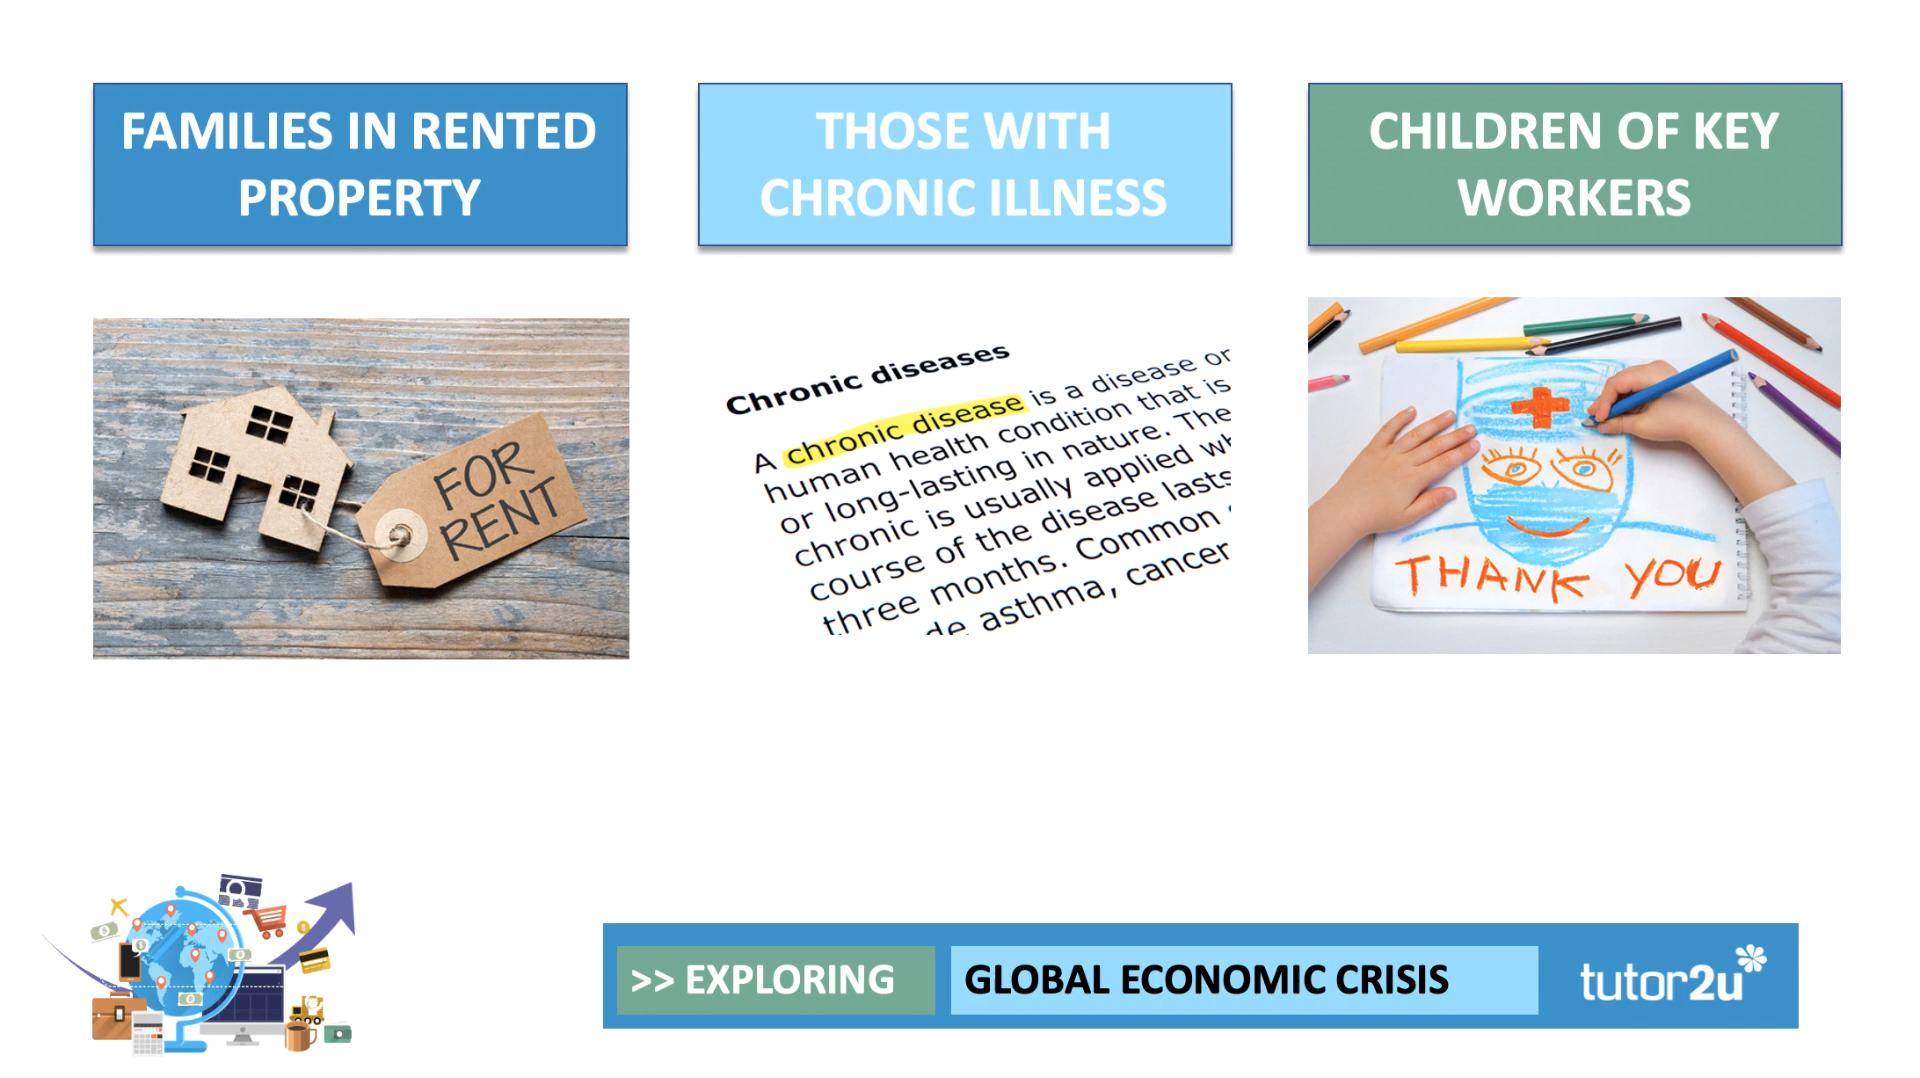 FAMILIES IN RENTED
PROPERTY
THOSE WITH
CHRONIC ILLNESS
CHILDREN OF KEY
WORKERS
FOR
RENT
Chronic diseases
A chronic disease is a disease or
human health condition that is
or long-lasting in nature. The
chronic is usually applied
course of the disease lasts
three months. Common
asthma, cancer
THANK YOU
>> EXPLORING
GLOBAL ECONOMIC CRISIS
tutor2u